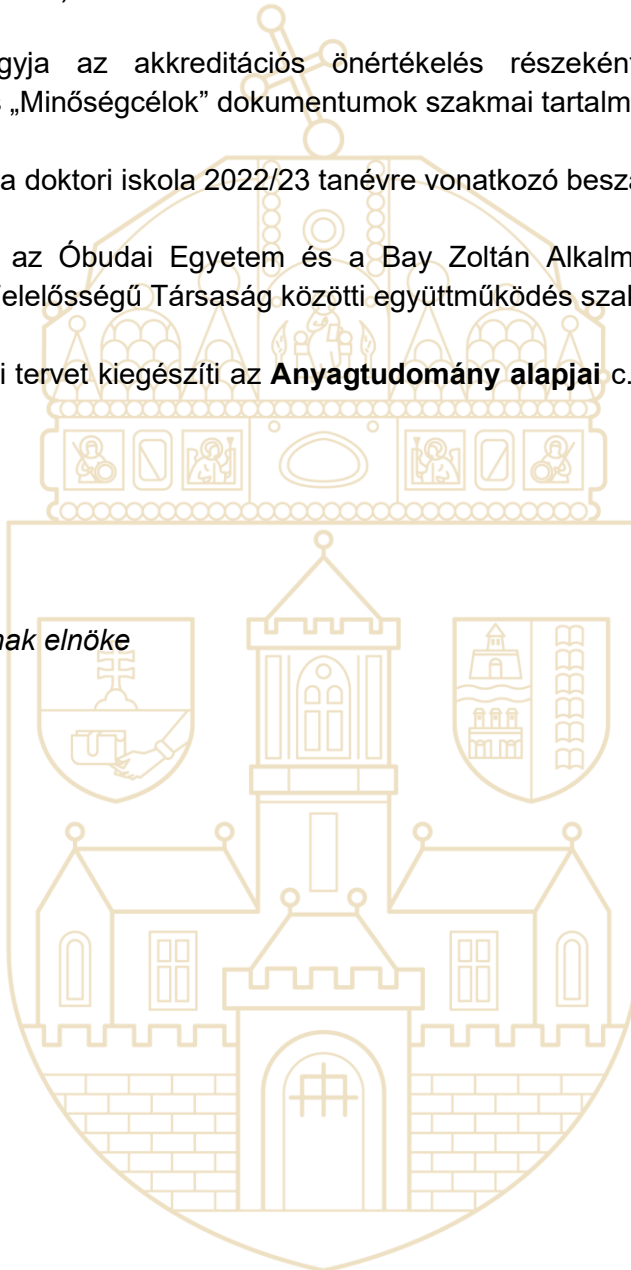 gyja az akkreditációs önértékelés részeként
s „Minőségcélok” dokumentumok szakmai tartalm
a doktori iskola 2022/23 tanévre vonatkozó beszá
az Óbudai Egyetem és a Bay Zoltán Alkalm
elelősségű Társaság közötti együttműködés szak
i tervet kiegészíti az Anyagtudomány alapjai c.
nak elnöke